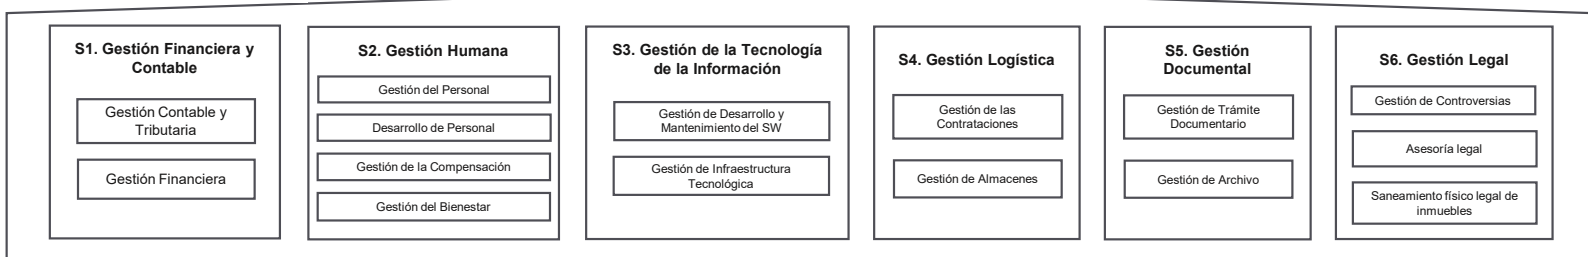 S1. Gestión Financiera y
Contable
Gestión Contable y
Tributaria
Gestión Financiera
S2. Gestión Humana
Gestión del Personal
Desarrollo de Personal
Gestión de la Compensación
Gestión del Bienestar
S3. Gestión de la Tecnología
de la Información
Gestión de Desarrollo y
Mantenimiento del SW
Gestión de Infraestructura
Tecnológica
S4. Gestión Logística
Gestión de las
Contrataciones
Gestión de Almacenes
S5. Gestión
Documental
Gestión de Trámite
Documentario
Gestión de Archivo
S6. Gestión Legal
Gestión de Controversias
Asesoría legal
Saneamiento físico legal de
inmuebles